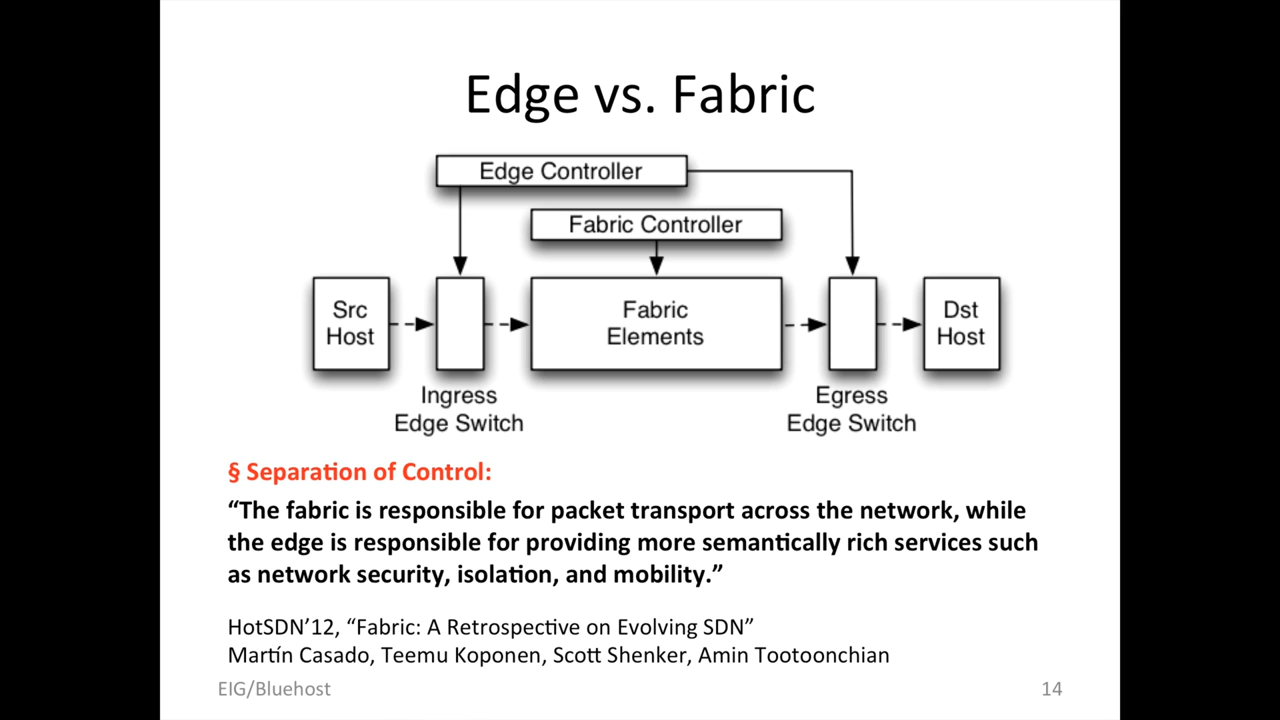 Edge vs. Fabric
Edge Controller
Fabric Controller
Src
Host
Fabric
Elements
Dst
Host
Ingress
Edge Switch
Egress
Edge Switch
§ Separation of Control:
“The fabric is responsible for packet transport across the network, while
the edge is responsible for providing more semantically rich services such
as network security, isolation, and mobility.”
HotSDN’12, “Fabric: A Retrospective on Evolving SDN”
Martín Casado, Teemu Koponen, Scott Shenker, Amin Tootoonchian
EIG/Bluehost
14